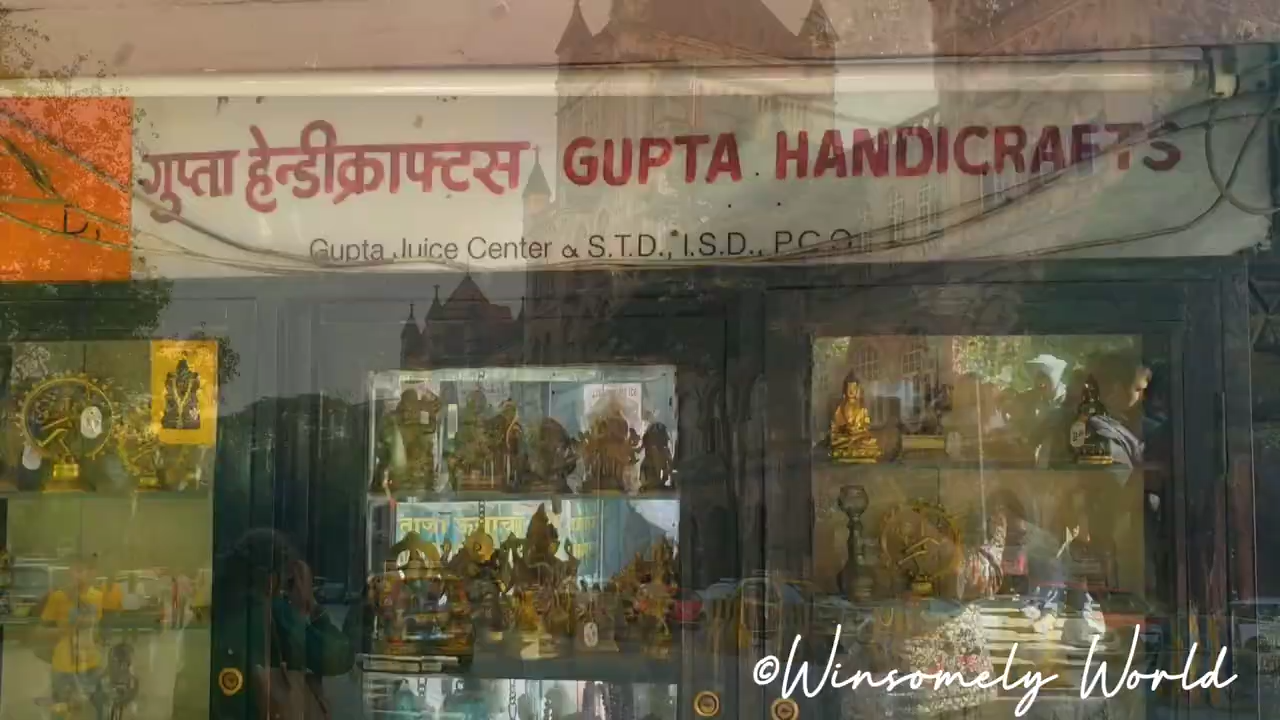 गुप्ता हेन्डीक्राफ्टस GUPTA HANDICRAFTS
D,
Gupta Juice Center & S.T.D., I.S.D., P.C.O.
ताजा
©Winsomely World